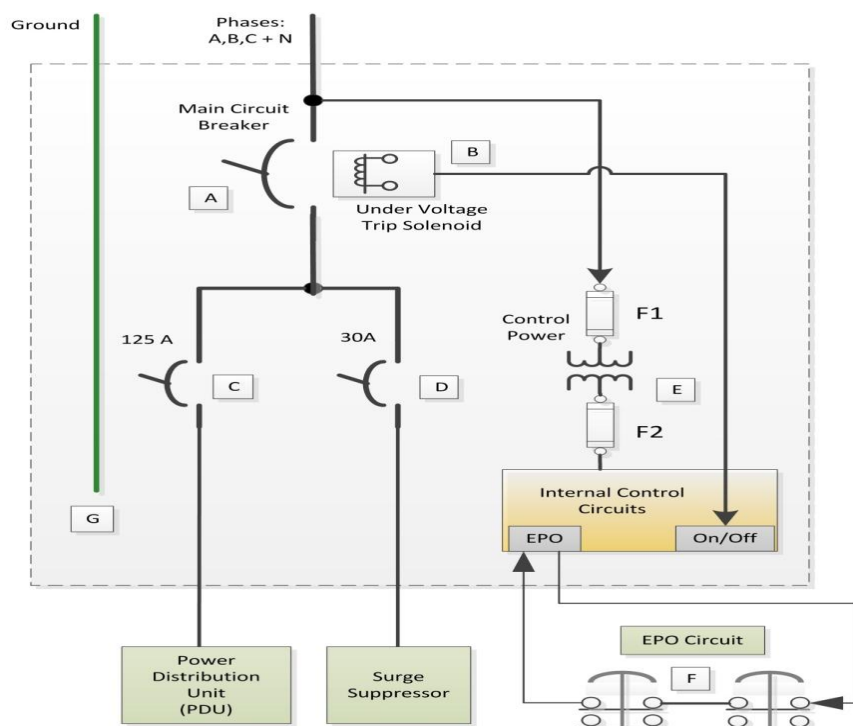 Ground
Phases:
A,B,C + N
Main Circuit
Breaker
A
B
Under Voltage
Trip Solenoid
125 A
C
30A
D
Control
Power
F1
E
F2
G
Internal Control
Circuits
EPO
On/Off
Power
Distribution
Unit
(PDU)
Surge
Suppressor
EPO Circuit
F